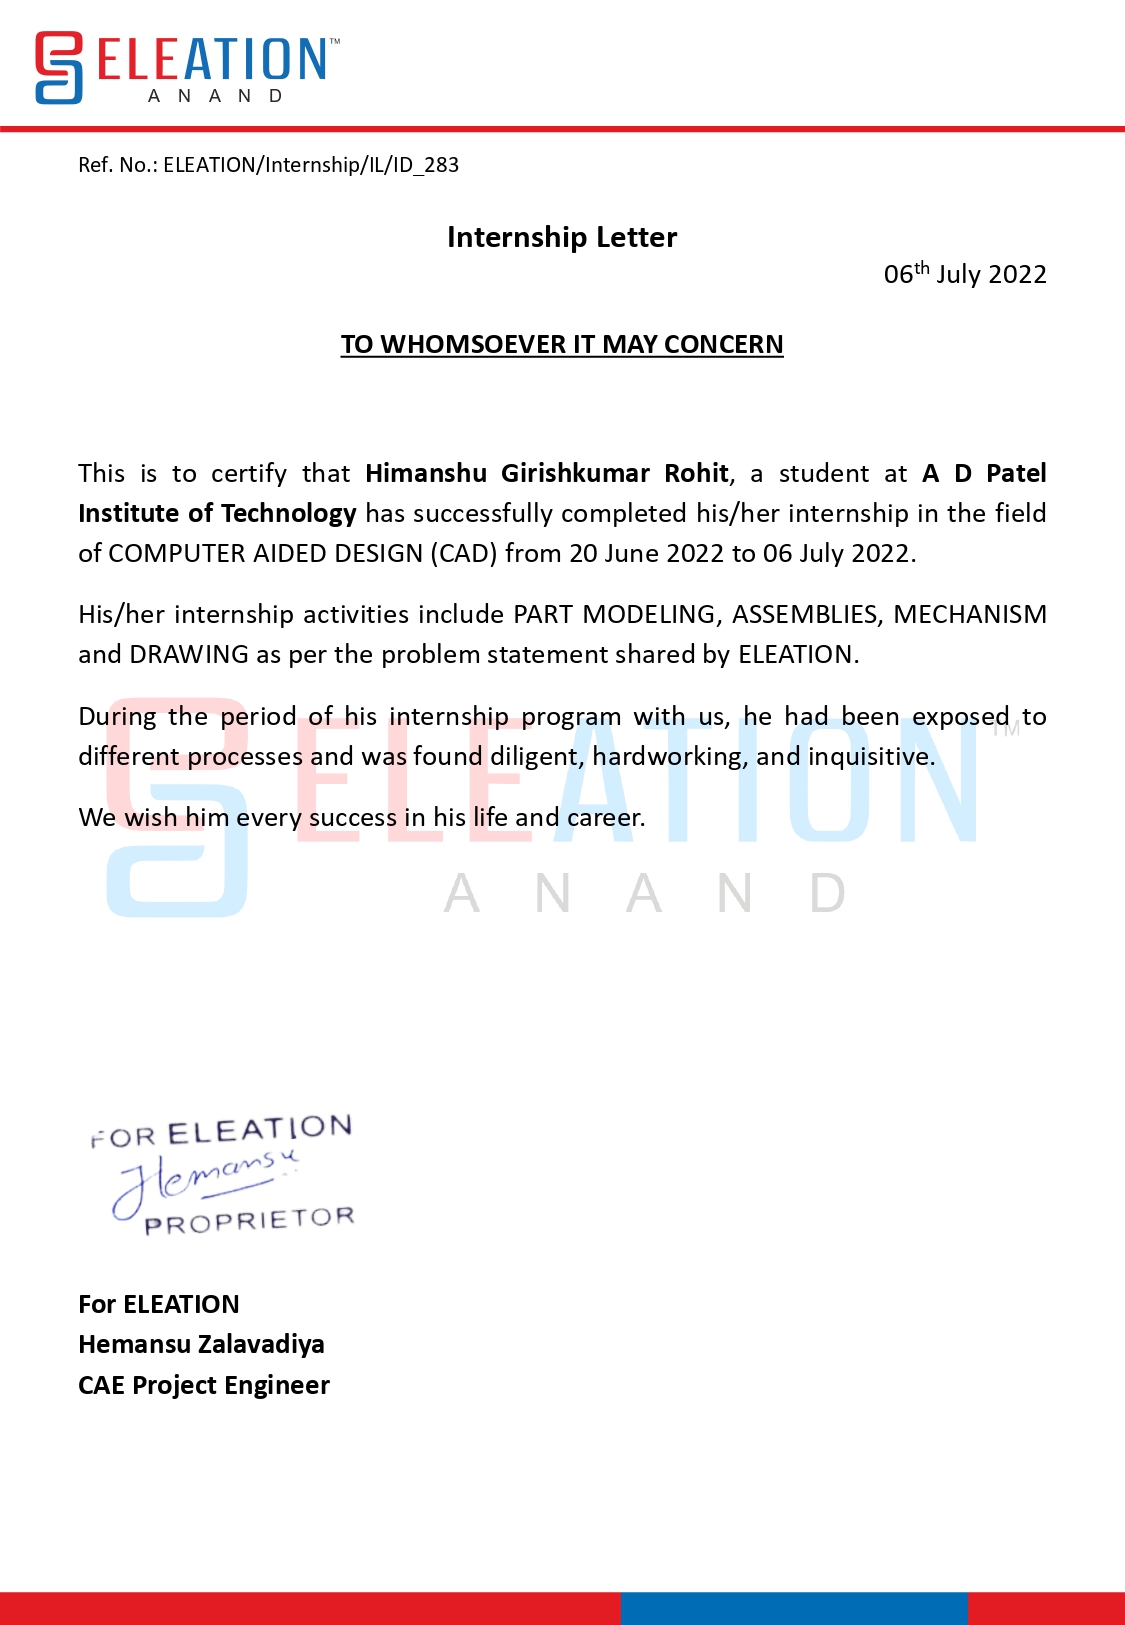 ELEATION™
ANAND
Ref. No.: ELEATION/Internship/IL/ID_283
Internship Letter
06th July 2022
TO WHOMSOEVER IT MAY CONCERN
This is to certify that Himanshu Girishkumar Rohit, a student at A D Patel
Institute of Technology has successfully completed his/her internship in the field
of COMPUTER AIDED DESIGN (CAD) from 20 June 2022 to 06 July 2022.
His/her internship activities include PART MODELING, ASSEMBLIES, MECHANISM
and DRAWING as per the problem statement shared by ELEATION.
During the period of his internship program with us, he had been exposed to
different processes and was found diligent, hardworking, and inquisitive.
We wish him every success in his life and career.
ELEATION™
ANAND
FOR ELEATION
Hemansu
PROPRIETOR
For ELEATION
Hemansu Zalavadiya
CAE Project Engineer